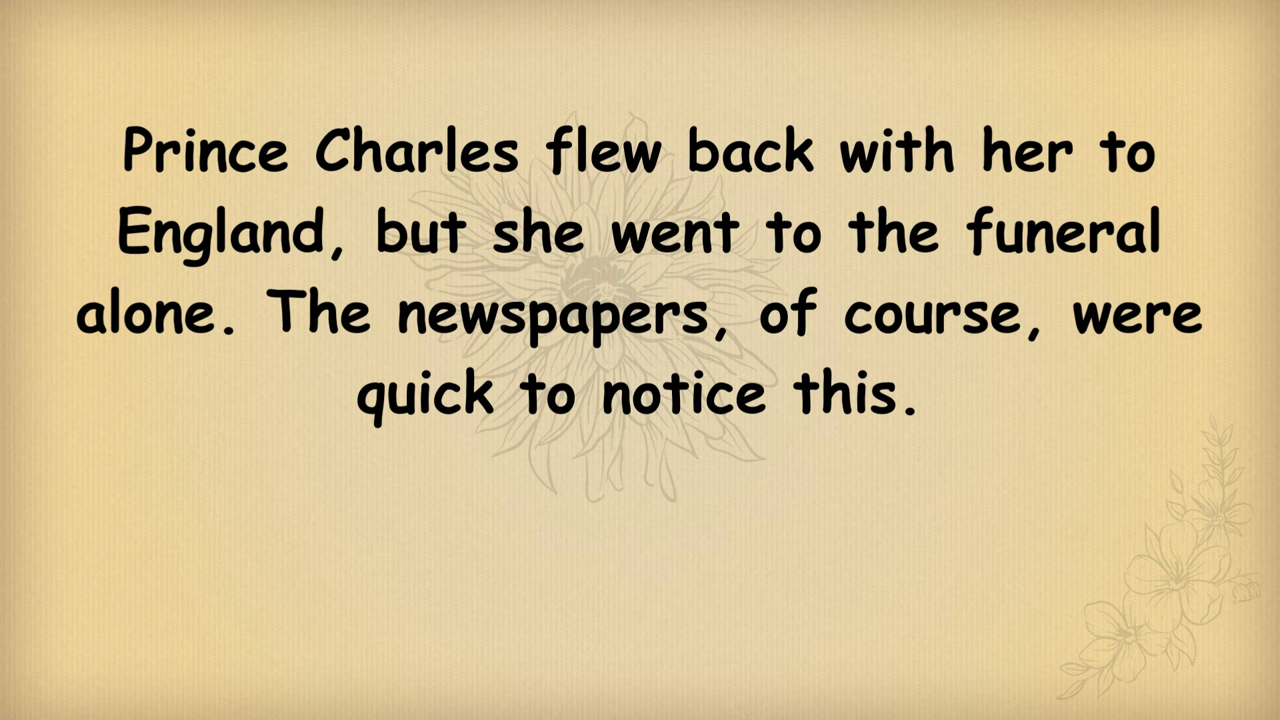 Prince Charles flew back with her to
England, but she went to the funeral
alone. The newspapers, of course, were
quick to notice this.